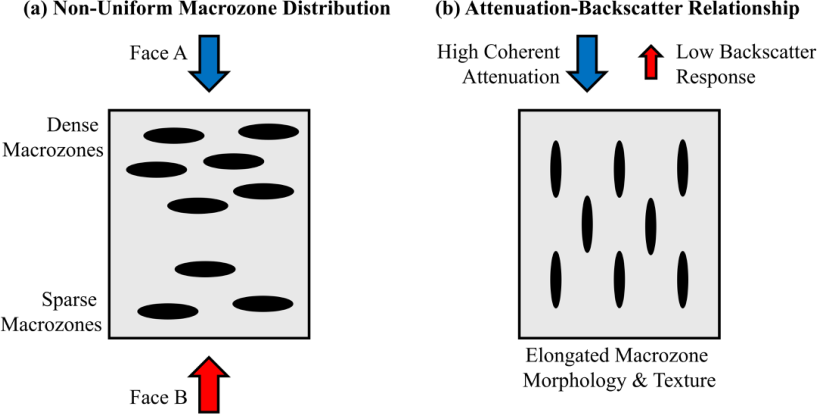 (a) Non-Uniform Macrozone Distribution
Face A
Dense
Macrozones
Sparse
Macrozones
Face B
(b) Attenuation-Backscatter Relationship
High Coherent
Attenuation
Low Backscatter
Response
Elongated Macrozone
Morphology & Texture